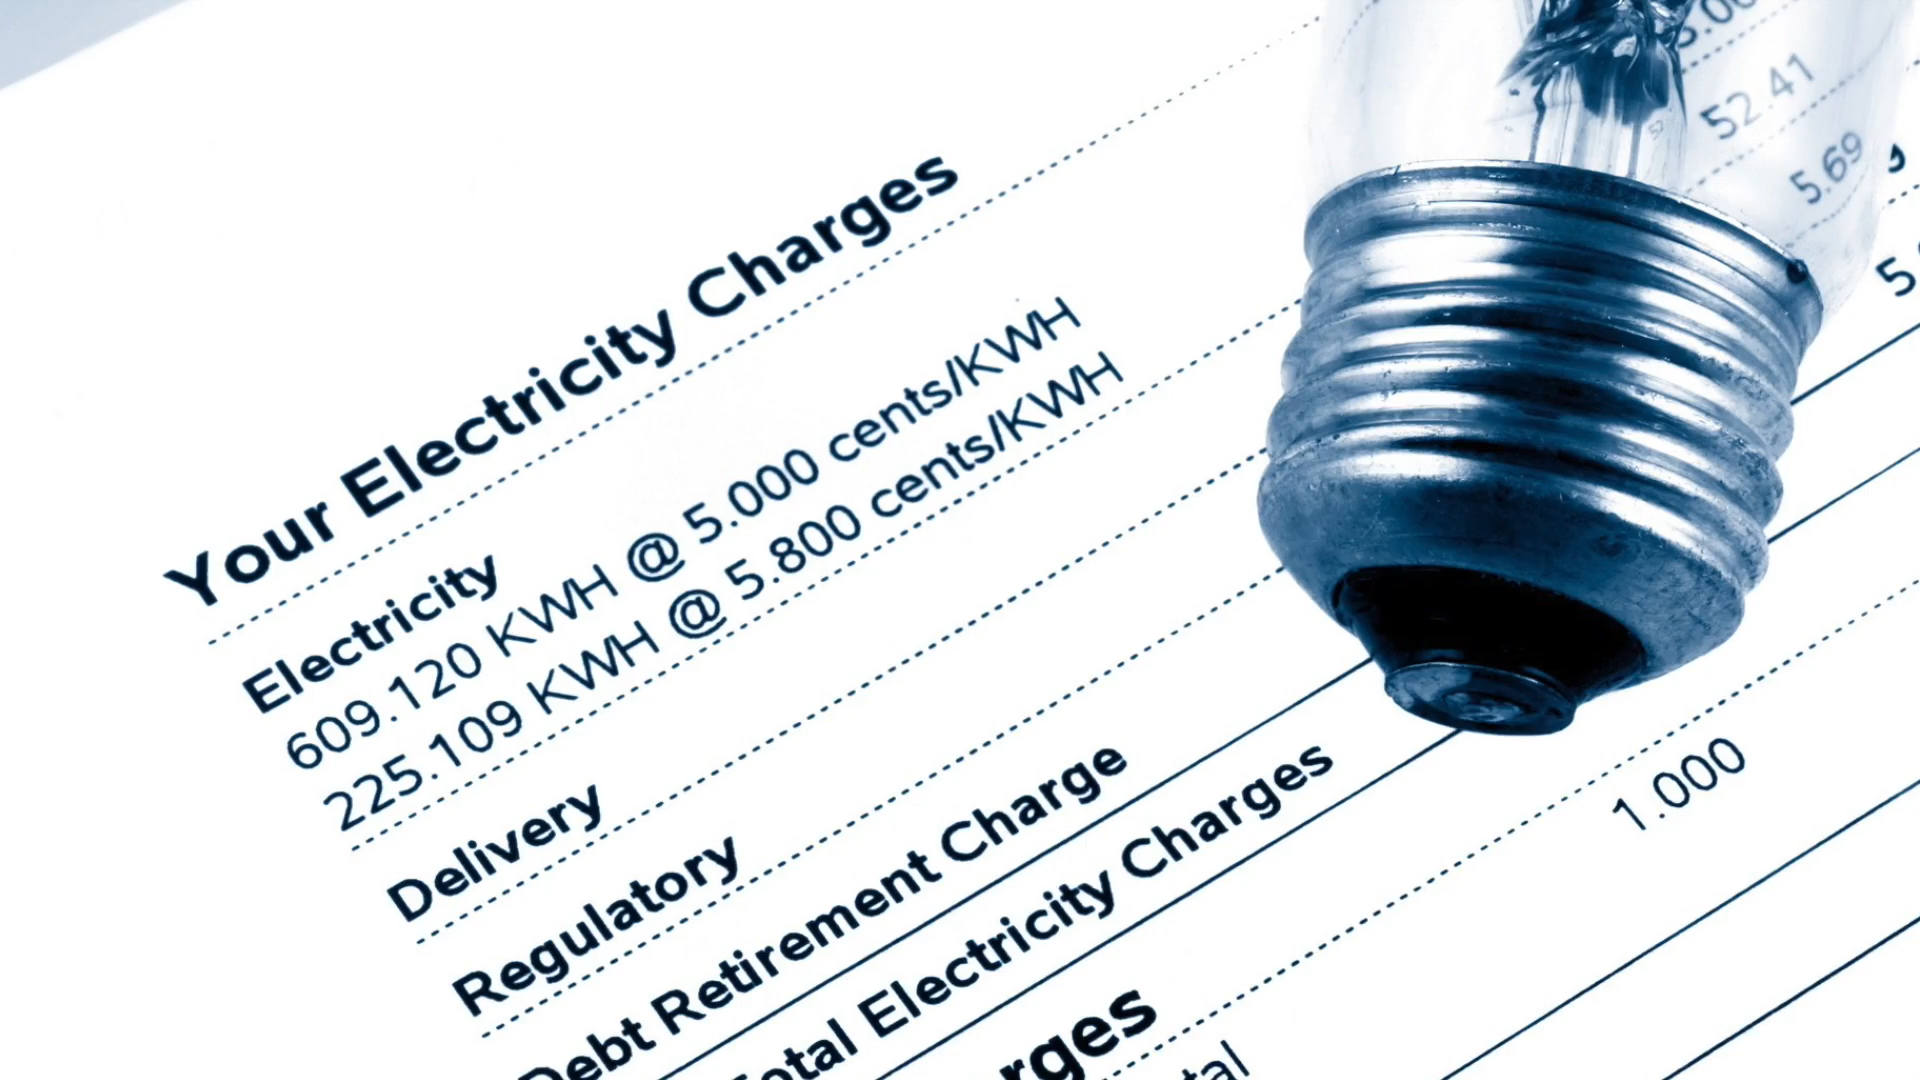 Your Electricity Charges
Electricity
609.120 KWH @ 5.000 cents/KWH
225.109 KWH @ 5.800 cents/KWH
Delivery
Regulatory
Debt Retirement Charge
Total Electricity Charges
52.41
5.69
1.000